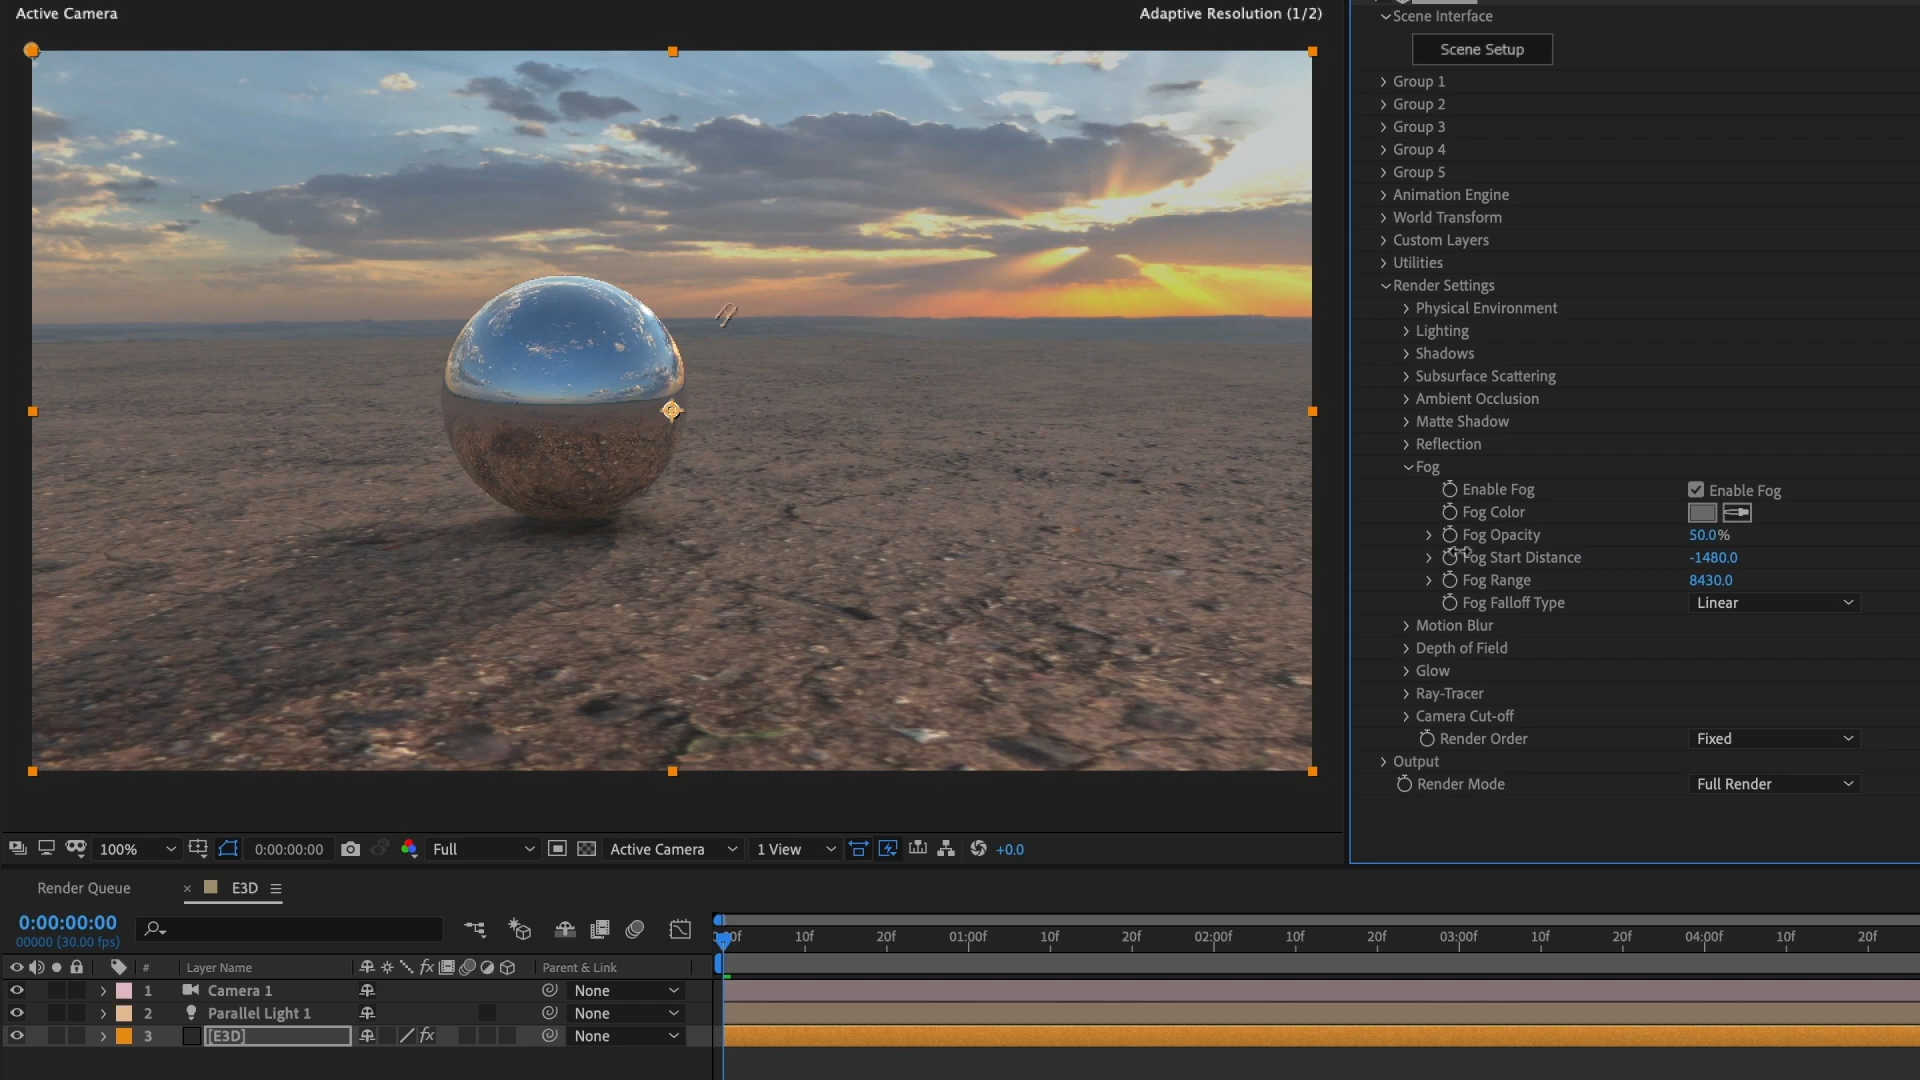 Active Camera
Adaptive Resolution (1/2)
Scene Interface
Scene Setup
Group 1
Group 2
Group 3
Group 4
Group 5
Animation Engine
World Transform
Custom Layers
Utilities
Render Settings
Physical Environment
Lighting
Shadows
Subsurface Scattering
Ambient Occlusion
Matte Shadow
Reflection
Fog
Enable Fog Enable Fog
Fog Color
Fog Opacity 50.0%
Fog Start Distance -1480.0
Fog Range 8430.0
Fog Falloff Type Linear
Motion Blur
Depth of Field
Glow
Ray-Tracer
Camera Cut-off
Render Order Fixed
Output
Render Mode Full Render
100% 0:00:00:00 Full Active Camera 1 View +0.0
Render Queue × E3D
0:00:00:00
00000 (30.00 fps)
10f 20f 01:00f 10f 20f 02:00f 10f 20f 03:00f 10f 20f 04:00f 10f 20f
# Layer Name fx Parent & Link
1 Camera 1 None
2 Parallel Light 1 None
3 [E3D] fx None